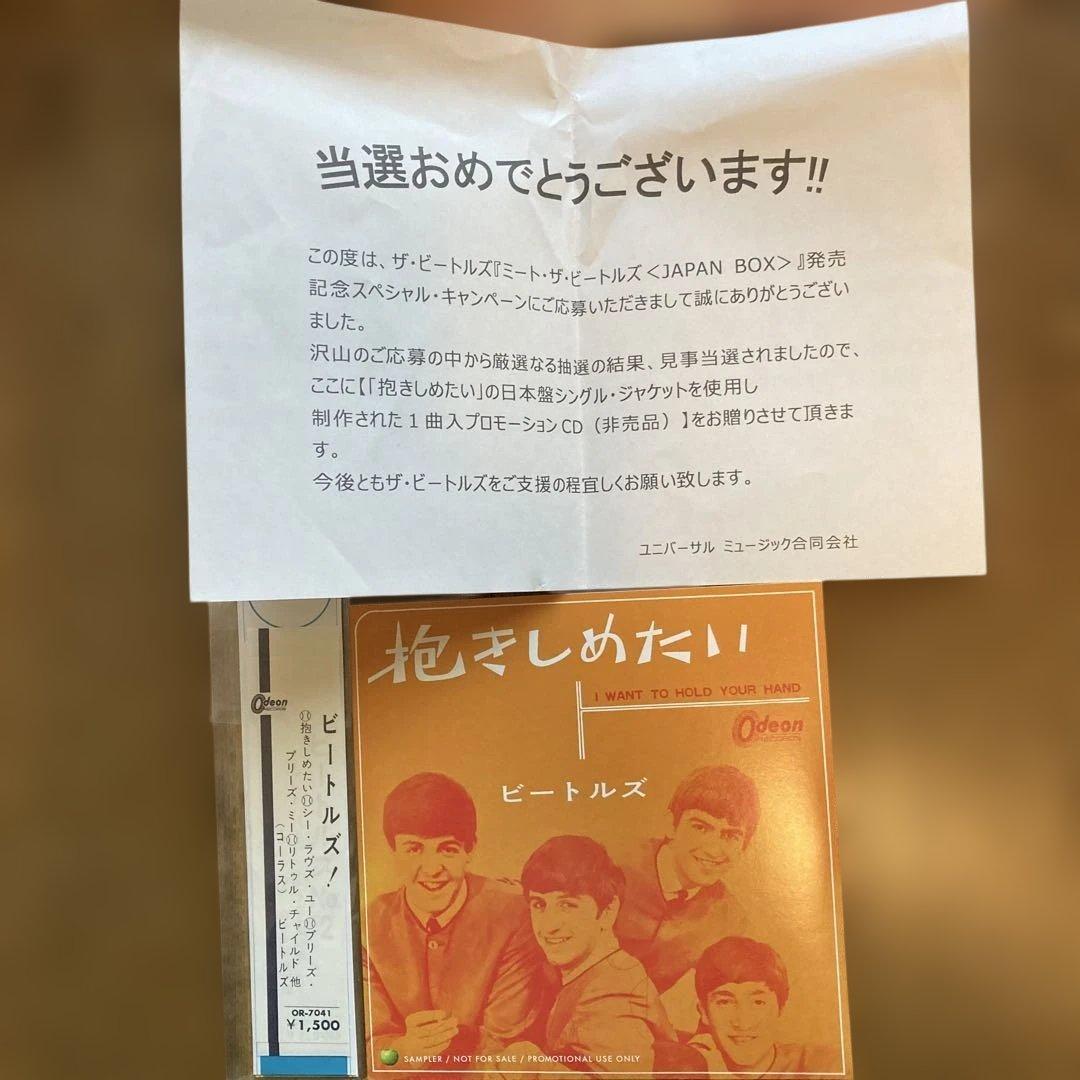 当選おめでとうございます!!
この度は、ザ・ビートルズ『ミート・ザ・ビートルズ<JAPAN BOX>』発売
記念スペシャル・キャンペーンにご応募いただきまして誠にありがとうござい
ました。
沢山のご応募の中から厳選なる抽選の結果、見事当選されましたので、
ここに【「抱きしめたい」の日本盤シングル・ジャケットを使用し
制作された1曲入プロモーションCD(非売品)】をお贈りさせて頂きま
す。
今後ともザ・ビートルズをご支援の程宜しくお願い致します。
ユニバーサル ミュージック合同会社
Odeon
RECORDS
ビートルズ!
抱きしめたい シー・ラヴズ・ユー プリーズ・
プリーズ・ミー リトゥル・チャイルド 他
(コーラス) ビートルズ
OR-7041
¥1,500
抱きしめたい
I WANT TO HOLD YOUR HAND
Odeon
RECORDS
ビートルズ
SAMPLER / NOT FOR SALE / PROMOTIONAL USE ONLY